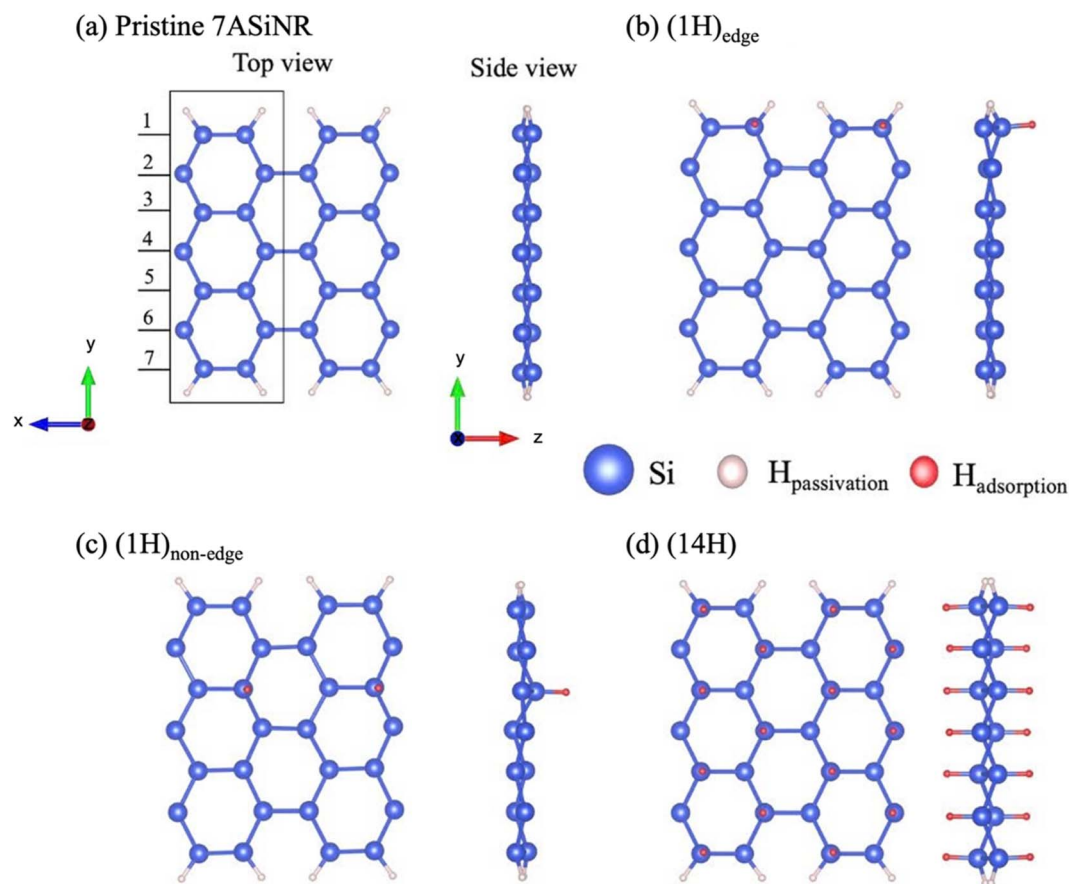 (a) Pristine 7ASiNR
Top view
Side view
1
2
3
4
5
6
7
y
x
z
y
x
z
(b) (1H)edge
Si
Hpassivation
Hadsorption
(c) (1H)non-edge
(d) (14H)